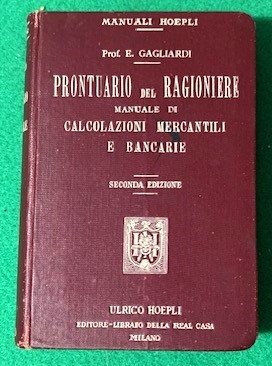 MANUALI HOEPLI
Prof. E. GAGLIARDI
PRONTUARIO DEL RAGIONIERE
MANUALE DI
CALCOLAZIONI MERCANTILI
E BANCARIE
SECONDA EDIZIONE
ULRICO HOEPLI
EDITORE-LIBRAIO DELLA REAL CASA
MILANO